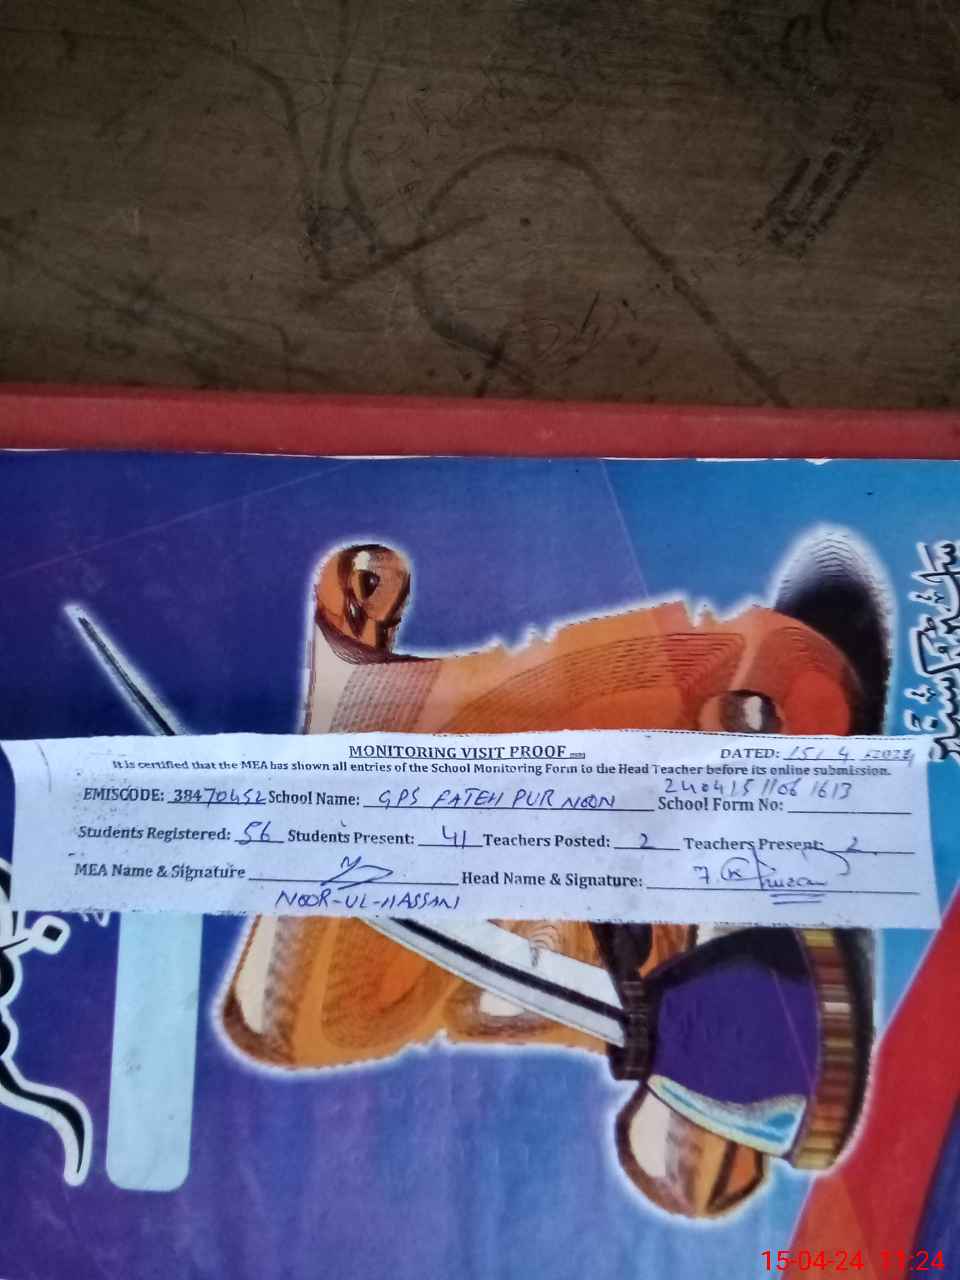 MONITORING VISIT PROOF
DATED: 15/ 4 /2024
It is certified that the MEA has shown all entries of the School Monitoring Form to the Head Teacher before its online submission.
EMISCODE: 38470452 School Name: GPS FATEH PUR NOON School Form No: 240415 1106 1613
Students Registered: 56 Students Present: 41 Teachers Posted: 2 Teachers Present: 2
MEA Name & Signature Head Name & Signature:
NOOR-UL-HASSAN
15-04-24 11:24